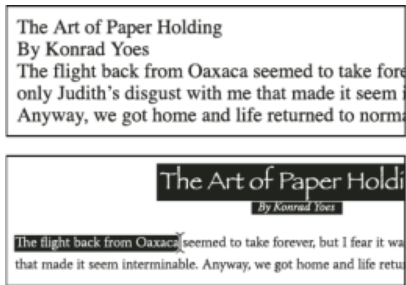 The Art of Paper Holding
By Konrad Yoes
The flight back from Oaxaca seemed to take fore
only Judith's disgust with me that made it seem i
Anyway, we got home and life returned to norma
The Art of Paper Holdi
By Konrad Yoes
The flight back from Oaxaca seemed to take forever, but I fear it wa
that made it seem interminable. Anyway, we got home and life retu